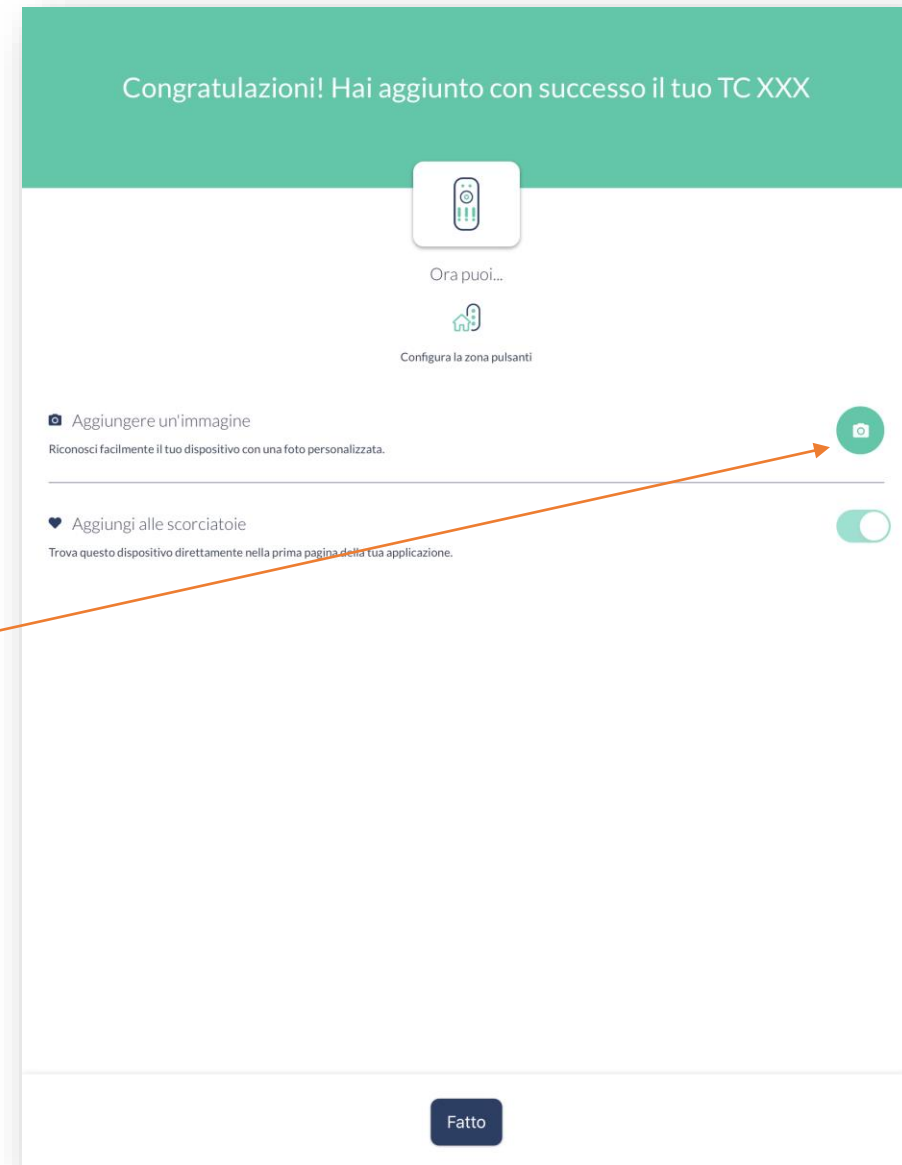 Congratulazioni! Hai aggiunto con successo il tuo TC XXX
Ora puoi...
Configura la zona pulsanti
Aggiungere un'immagine
Riconosci facilmente il tuo dispositivo con una foto personalizzata.
Aggiungi alle scorciatoie
Trova questo dispositivo direttamente nella prima pagina della tua applicazione.
Fatto